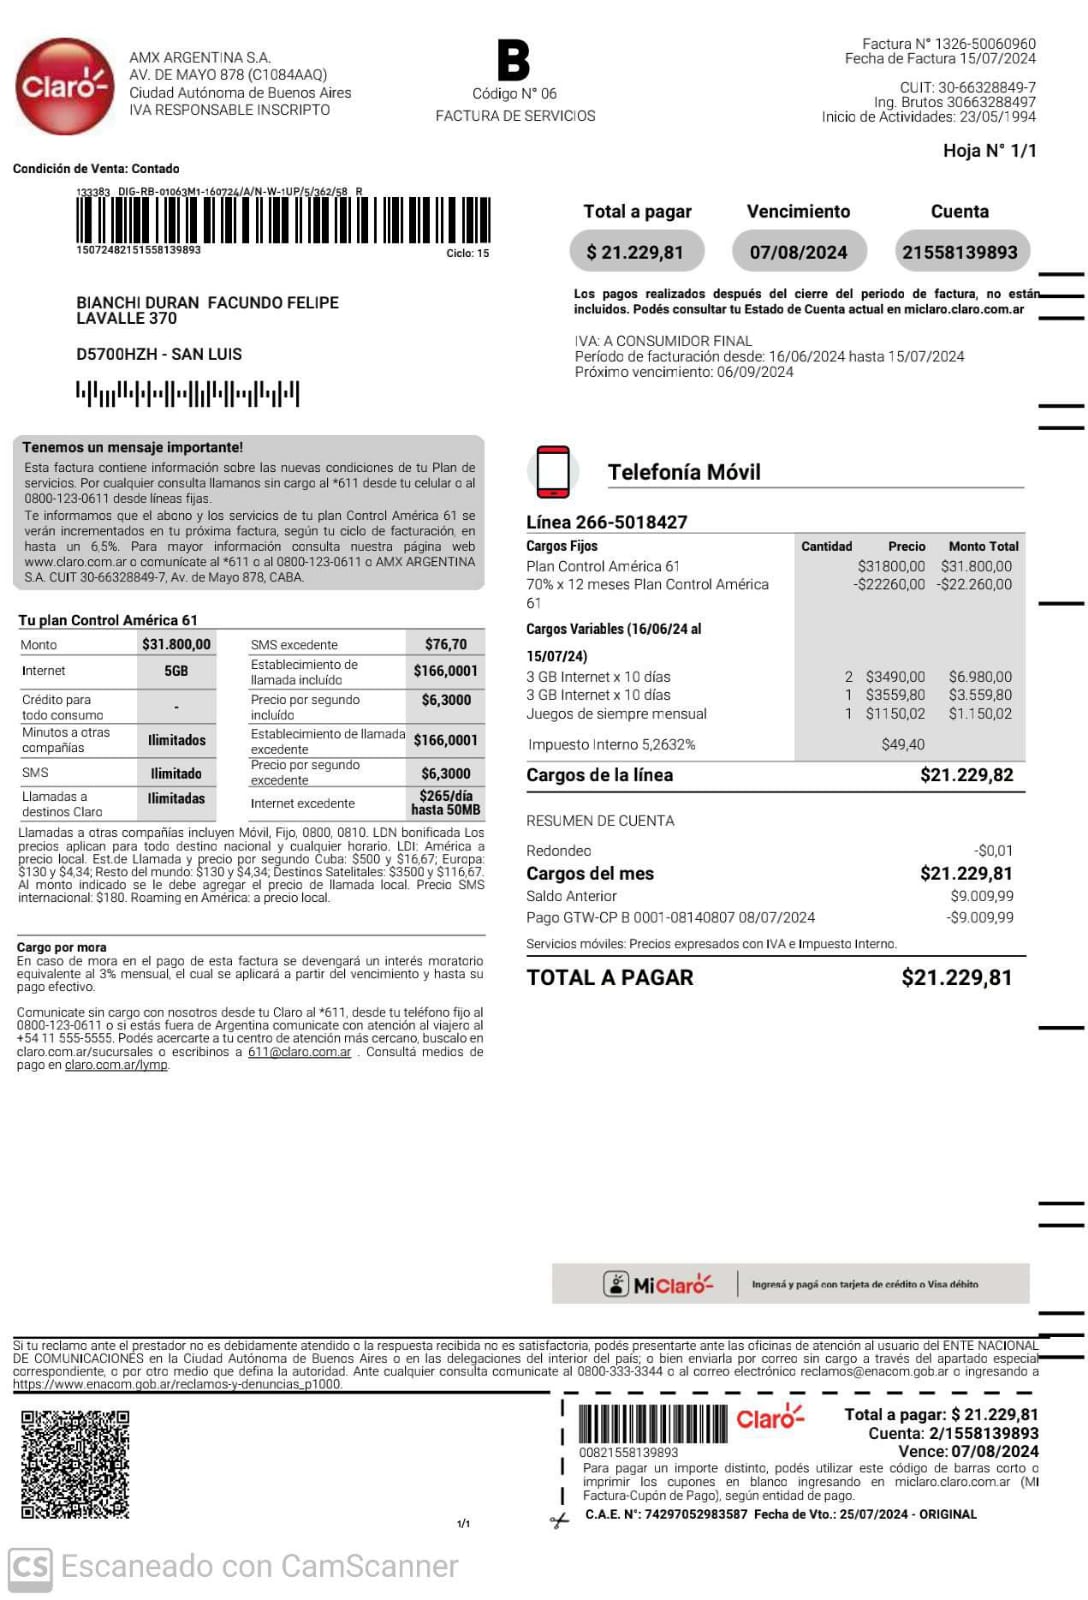 Claro
AMX ARGENTINA S.A.
AV. DE MAYO 878 (C1084AAQ)
Ciudad Autónoma de Buenos Aires
IVA RESPONSABLE INSCRIPTO
B
Código N° 06
FACTURA DE SERVICIOS
Factura N° 1326-50060960
Fecha de Factura 15/07/2024
CUIT: 30-66328849-7
Ing. Brutos 30663288497
Inicio de Actividades: 23/05/1994
Hoja N° 1/1
Condición de Venta: Contado
133383 DIG-RB-01063M1-160724/A/N-W-1UP/5/362/58 R
15072482151558139893
Ciclo: 15
BIANCHI DURAN FACUNDO FELIPE
LAVALLE 370
D5700HZH - SAN LUIS
Total a pagar Vencimiento Cuenta
$ 21.229,81 07/08/2024 21558139893
Los pagos realizados después del cierre del periodo de factura, no están
incluidos. Podés consultar tu Estado de Cuenta actual en miclaro.claro.com.ar
IVA: A CONSUMIDOR FINAL
Período de facturación desde: 16/06/2024 hasta 15/07/2024
Próximo vencimiento: 06/09/2024
Tenemos un mensaje importante!
Esta factura contiene información sobre las nuevas condiciones de tu Plan de
servicios. Por cualquier consulta llamanos sin cargo al *611 desde tu celular o al
0800-123-0611 desde líneas fijas.
Te informamos que el abono y los servicios de tu plan Control América 61 se
verán incrementados en tu próxima factura, según tu ciclo de facturación, en
hasta un 6,5%. Para mayor información consulta nuestra página web
www.claro.com.ar o comunícate al *611 o al 0800-123-0611 o AMX ARGENTINA
S.A. CUIT 30-66328849-7, Av. de Mayo 878, CABA.
Tu plan Control América 61
Monto $31.800,00 SMS excedente $76,70
Internet 5GB Establecimiento de
llamada incluído $166,0001
Crédito para
todo consumo - Precio por segundo
incluído $6,3000
Minutos a otras
compañías Ilimitados Establecimiento de llamada
excedente $166,0001
SMS Ilimitado Precio por segundo
excedente $6,3000
Llamadas a
destinos Claro Ilimitadas Internet excedente $265/día
hasta 50MB
Llamadas a otras compañías incluyen Móvil, Fijo, 0800, 0810. LDN bonificada Los
precios aplican para todo destino nacional y cualquier horario. LDI: América a
precio local. Est.de Llamada y precio por segundo Cuba: $500 y $16,67; Europa:
$130 y $4,34; Resto del mundo: $130 y $4,34; Destinos Satelitales: $3500 y $116,67.
Al monto indicado se le debe agregar el precio de llamada local. Precio SMS
internacional: $180. Roaming en América: a precio local.
Cargo por mora
En caso de mora en el pago de esta factura se devengará un interés moratorio
equivalente al 3% mensual, el cual se aplicará a partir del vencimiento y hasta su
pago efectivo.
Comunicate sin cargo con nosotros desde tu Claro al *611, desde tu teléfono fijo al
0800-123-0611 o si estás fuera de Argentina comunicate con atención al viajero al
+54 11 555-5555. Podés acercarte a tu centro de atención más cercano, buscalo en
claro.com.ar/sucursales o escribinos a 611@claro.com.ar . Consultá medios de
pago en claro.com.ar/lymp.
Telefonía Móvil
Línea 266-5018427
Cargos Fijos Cantidad Precio Monto Total
Plan Control América 61 $31800,00 $31.800,00
70% x 12 meses Plan Control América -$22260,00 -$22.260,00
61
Cargos Variables (16/06/24 al
15/07/24)
3 GB Internet x 10 días 2 $3490,00 $6.980,00
3 GB Internet x 10 días 1 $3559,80 $3.559,80
Juegos de siempre mensual 1 $1150,02 $1.150,02
Impuesto Interno 5,2632% $49,40
Cargos de la línea $21.229,82
RESUMEN DE CUENTA
Redondeo -$0,01
Cargos del mes $21.229,81
Saldo Anterior $9.009,99
Pago GTW-CP B 0001-08140807 08/07/2024 -$9.009,99
Servicios móviles: Precios expresados con IVA e Impuesto Interno.
TOTAL A PAGAR $21.229,81
MiClaro Ingresá y pagá con tarjeta de crédito o Visa débito
Si tu reclamo ante el prestador no es debidamente atendido o la respuesta recibida no es satisfactoria, podés presentarte ante las oficinas de atención al usuario del ENTE NACIONAL
DE COMUNICACIONES en la Ciudad Autónoma de Buenos Aires o en las delegaciones del interior del país; o bien enviarla por correo sin cargo a través del apartado especial
correspondiente, o por otro medio que defina la autoridad. Ante cualquier consulta comunicate al 0800-333-3344 o al correo electrónico reclamos@enacom.gob.ar o ingresando a
https://www.enacom.gob.ar/reclamos-y-denuncias_p1000.
1/1
Claro
00821558139893
Total a pagar: $ 21.229,81
Cuenta: 2/1558139893
Vence: 07/08/2024
Para pagar un importe distinto, podés utilizar este código de barras corto o
imprimir los cupones en blanco ingresando en miclaro.claro.com.ar (MI
Factura-Cupón de Pago), según entidad de pago.
C.A.E. N°: 74297052983587 Fecha de Vto.: 25/07/2024 - ORIGINAL
CS Escaneado con CamScanner